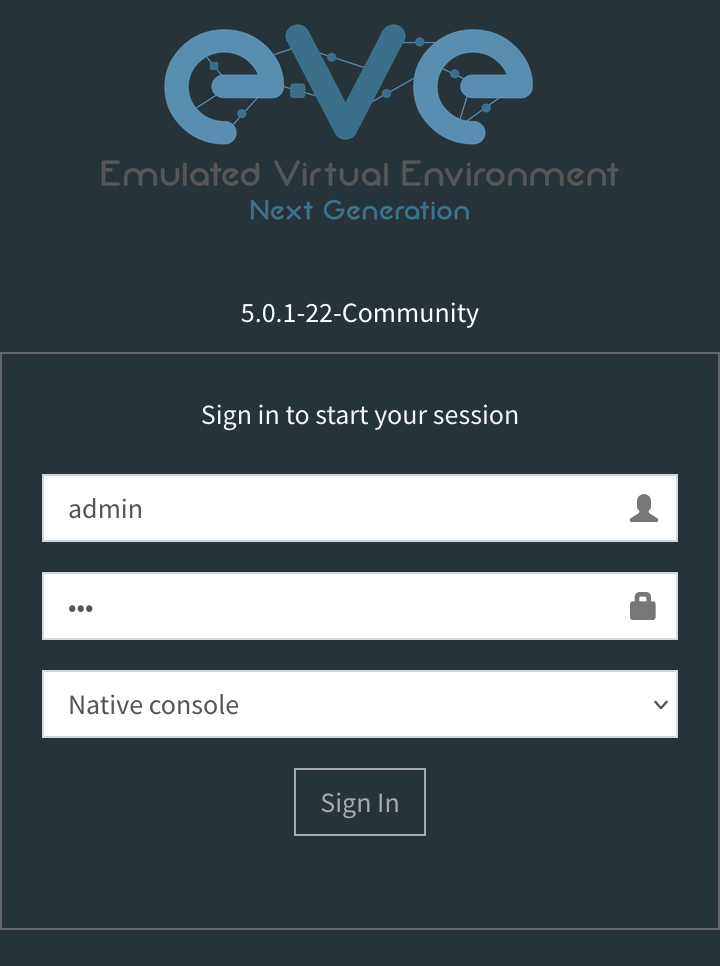 eve
Emulated Virtual Environment
Next Generation
5.0.1-22-Community
Sign in to start your session
admin
•••
Native console
Sign In